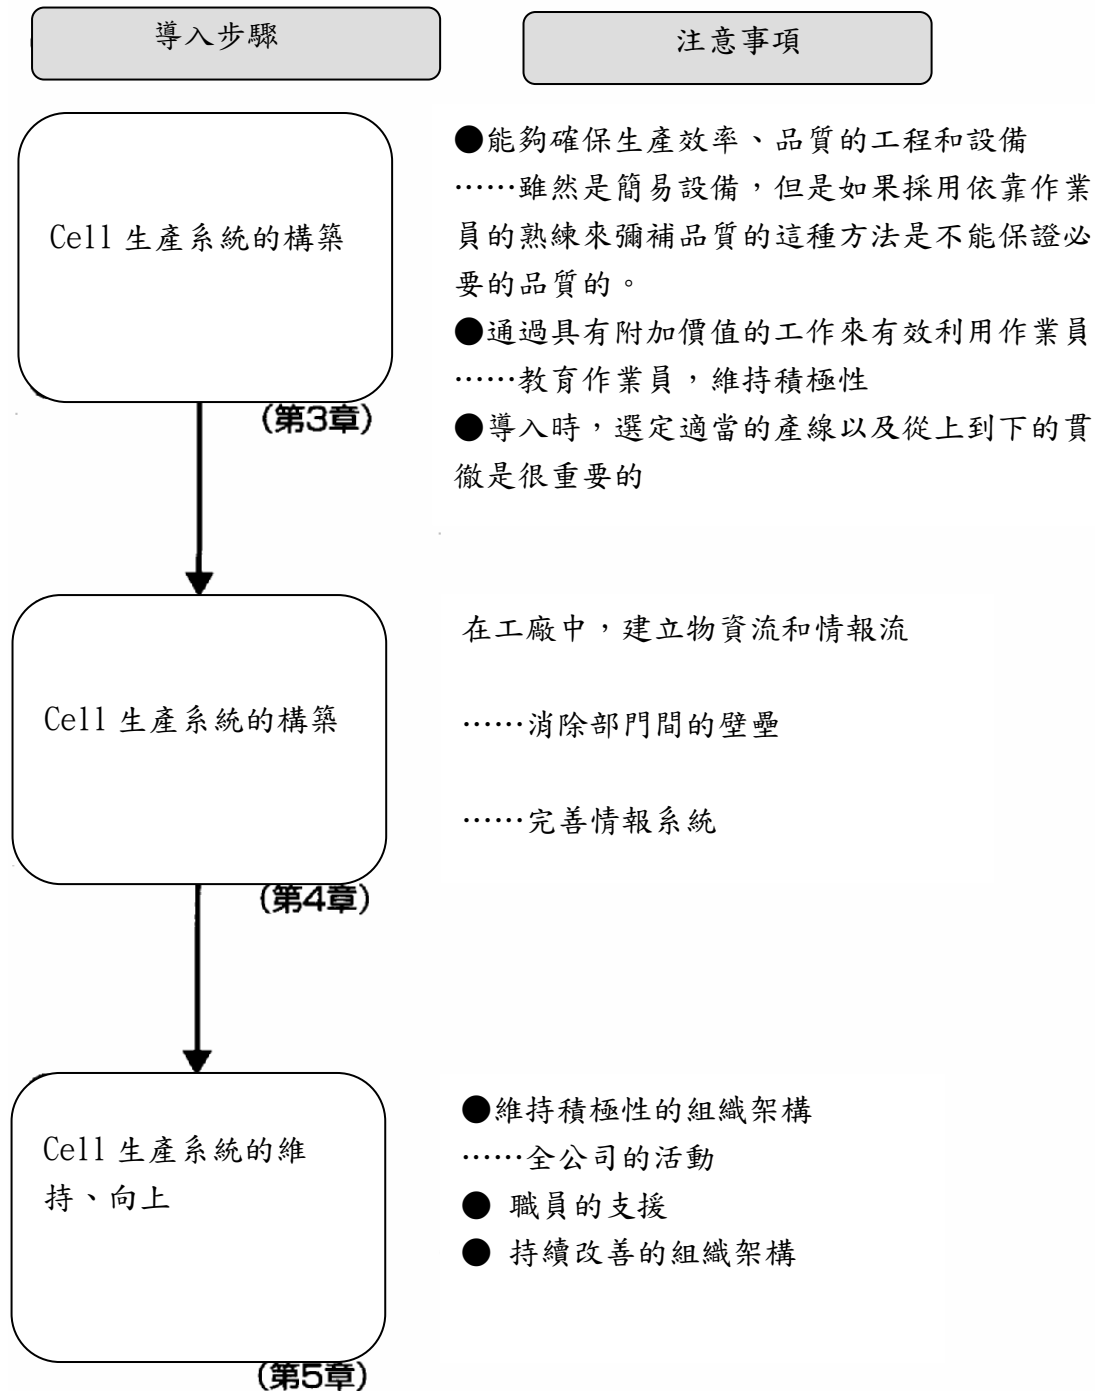 導入步驟
注意事項
Cell 生產系統的構築
(第3章)
●能夠確保生產效率、品質的工程和設備
……雖然是簡易設備，但是如果採用依靠作業
員的熟練來彌補品質的這種方法是不能保證必
要的品質的。
●通過具有附加價值的工作來有效利用作業員
……教育作業員，維持積極性
●導入時，選定適當的產線以及從上到下的貫
徹是很重要的
Cell 生產系統的構築
(第4章)
在工廠中，建立物資流和情報流
……消除部門間的壁壘
……完善情報系統
Cell 生產系統的維
持、向上
(第5章)
●維持積極性的組織架構
……全公司的活動
● 職員的支援
● 持續改善的組織架構